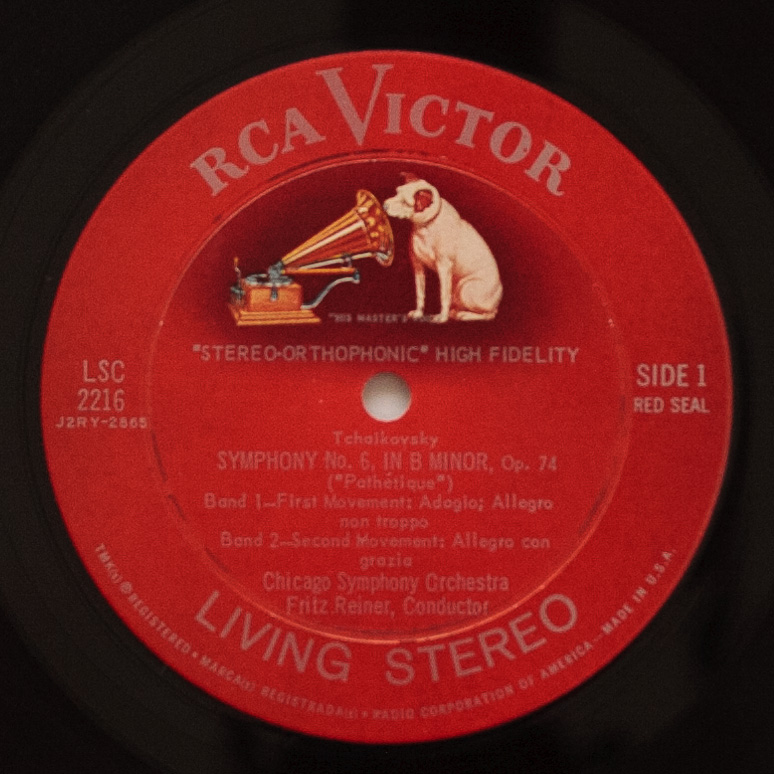 RCA VICTOR
"HIS MASTER'S VOICE"
"STEREO-ORTHOPHONIC" HIGH FIDELITY
LSC
2216
J2RY-2865
SIDE 1
RED SEAL
Tchaikovsky
SYMPHONY No. 6, IN B MINOR, Op. 74
("Pathétique")
Band 1—First Movement: Adagio; Allegro
non troppo
Band 2—Second Movement: Allegro con
grazia
Chicago Symphony Orchestra
Fritz Reiner, Conductor
LIVING STEREO
TMK(s) ® REGISTERED • MARCA(s) REGISTRADA(s) • RADIO CORPORATION OF AMERICA—MADE IN U.S.A.